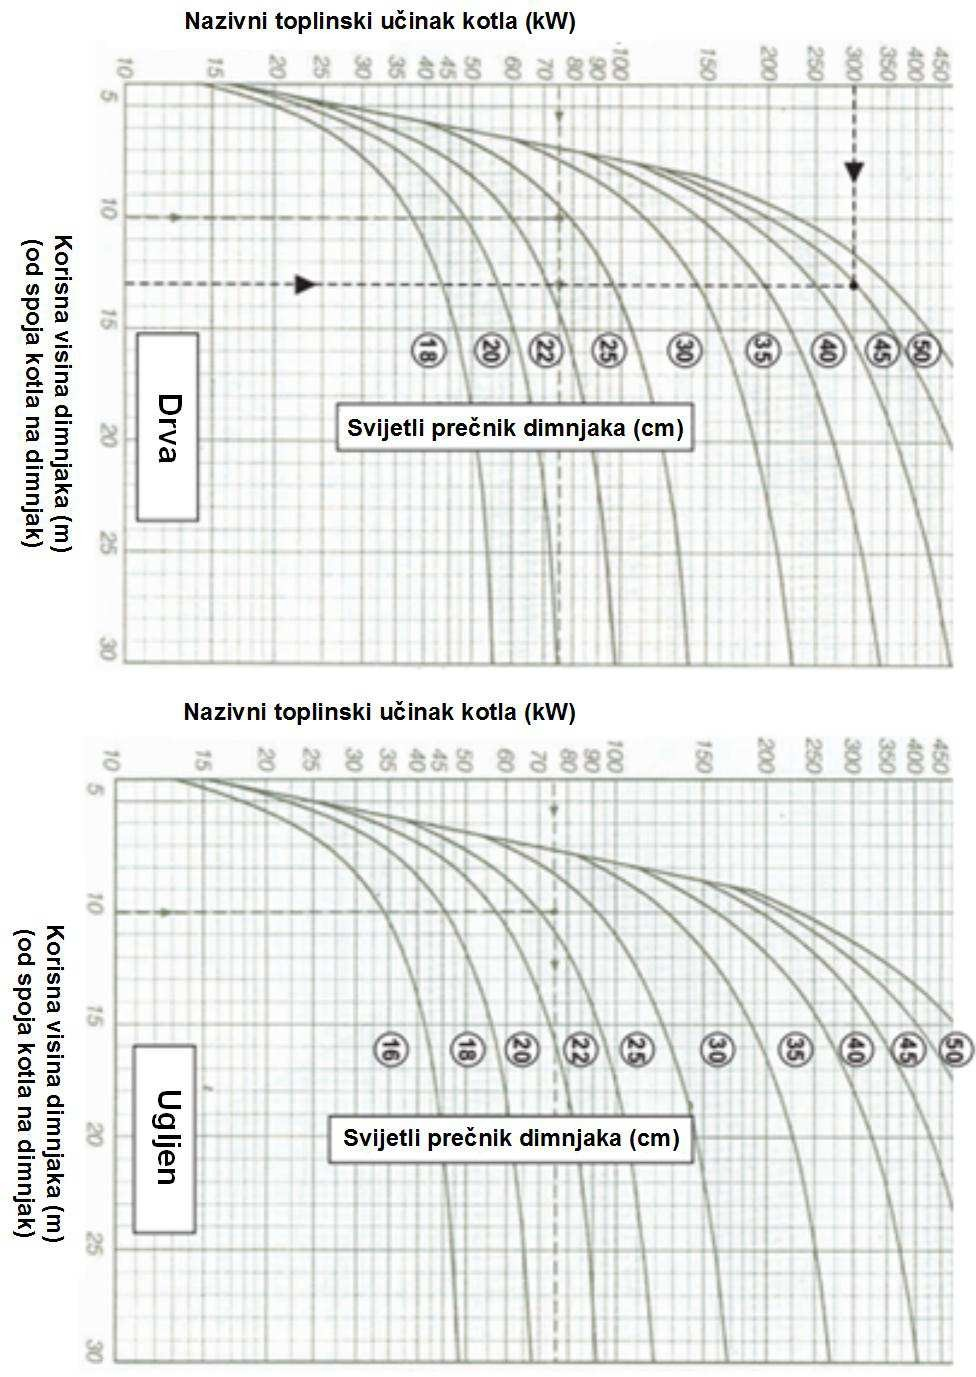 Nazivni toplinski učinak kotla (kW)
10 15 20 25 30 35 40 45 50 60 70 80 90 100 150 200 250 300 350 400 450
5
10
15
20
25
30
Korisna visina dimnjaka (m)
(od spoja kotla na dimnjak)
18 20 22 25 30 35 40 45 50
Svijetli prečnik dimnjaka (cm)
Drva
Nazivni toplinski učinak kotla (kW)
10 15 20 25 30 35 40 45 50 60 70 80 90 100 150 200 250 300 350 400 450
5
10
15
20
25
30
Korisna visina dimnjaka (m)
(od spoja kotla na dimnjak)
16 18 20 22 25 30 35 40 45 50
Svijetli prečnik dimnjaka (cm)
Ugljen